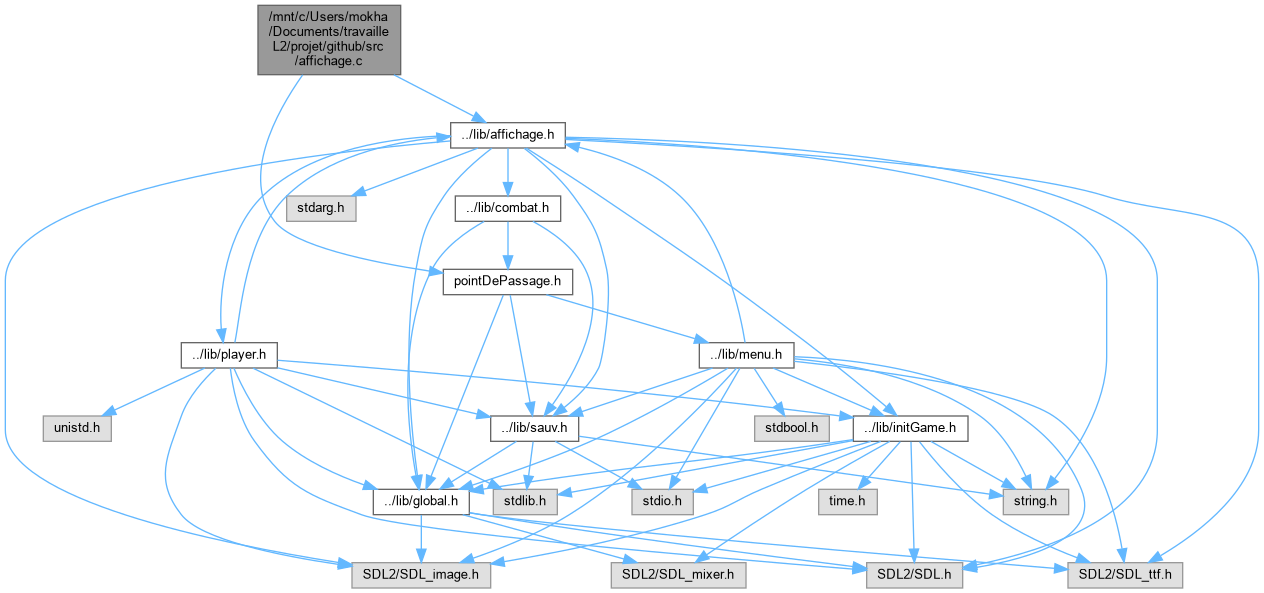 /mnt/c/Users/mokha
/Documents/travaille
L2/projet/github/src
/affichage.c
../lib/affichage.h
stdarg.h
../lib/combat.h
pointDePassage.h
../lib/player.h
../lib/menu.h
unistd.h
../lib/sauv.h
stdbool.h
../lib/initGame.h
../lib/global.h
stdlib.h
stdio.h
time.h
string.h
SDL2/SDL_image.h
SDL2/SDL_mixer.h
SDL2/SDL.h
SDL2/SDL_ttf.h